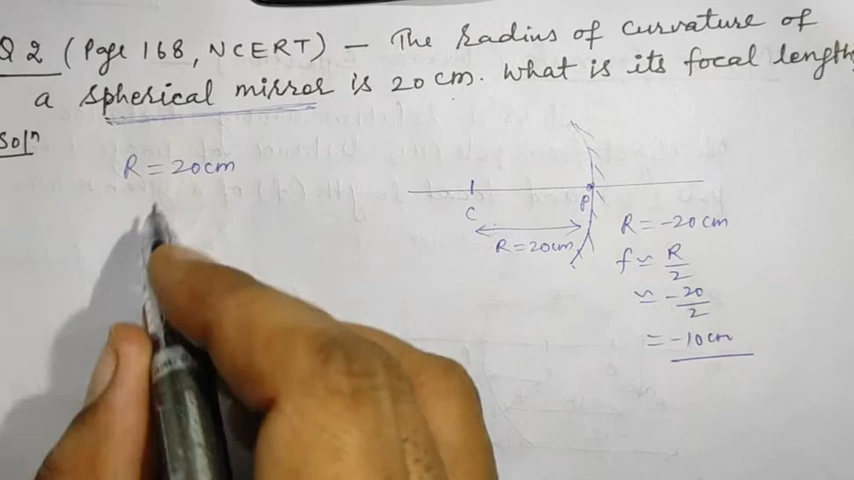 Q 2 (Page 168, NCERT) - The radius of curvature of
a spherical mirror is 20 cm. What is its focal length
Solⁿ
R = 20cm
C
P
R = 20cm
R = -20 cm
f ≃ R/2
≃ -20/2
= -10cm